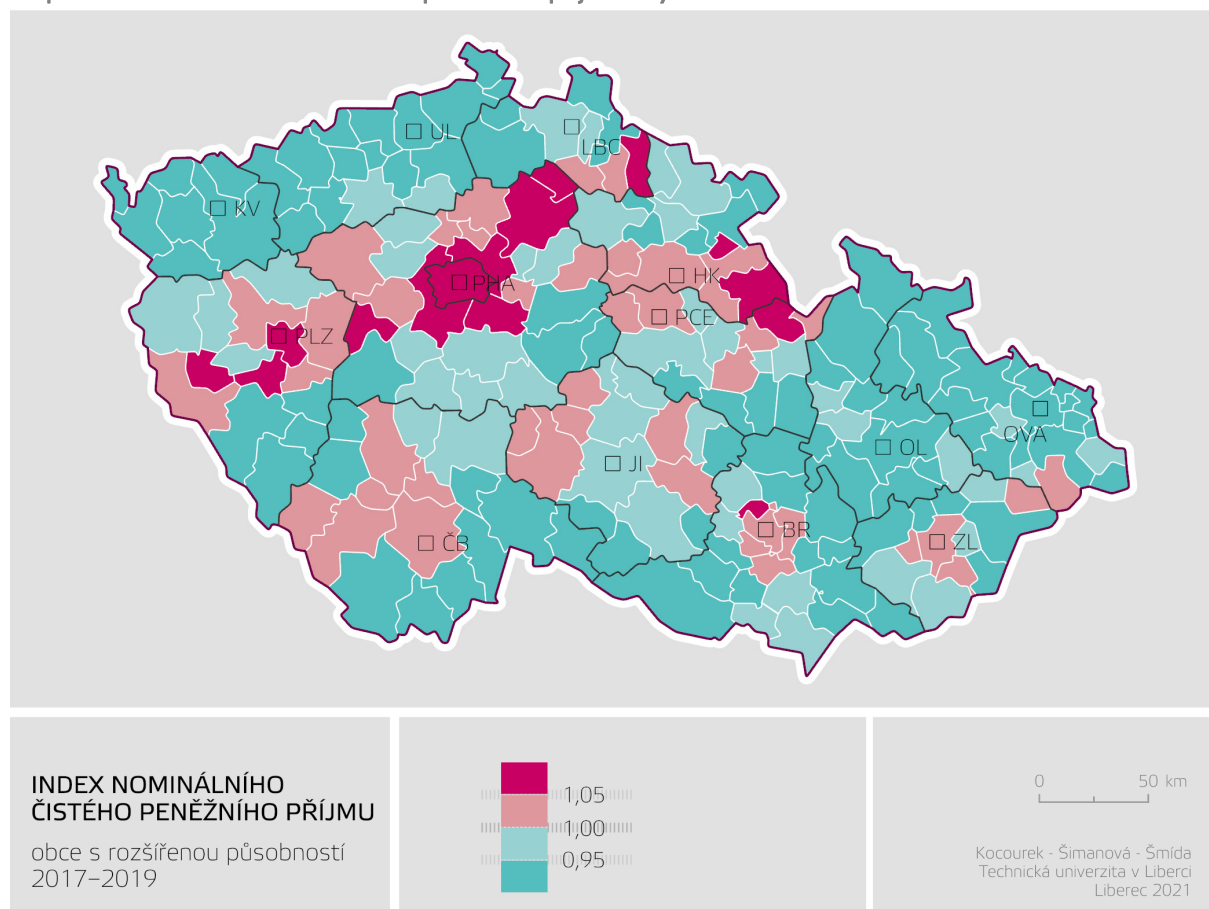 UL
LBC
KV
PHA
HK
PCE
PLZ
OVA
OL
JI
BR
ČB
ZL
INDEX NOMINÁLNÍHO
ČISTÉHO PENĚŽNÍHO PŘÍJMU
obce s rozšířenou působností
2017–2019
1,05
1,00
0,95
0 50 km
Kocourek - Šimanová - Šmída
Technická univerzita v Liberci
Liberec 2021